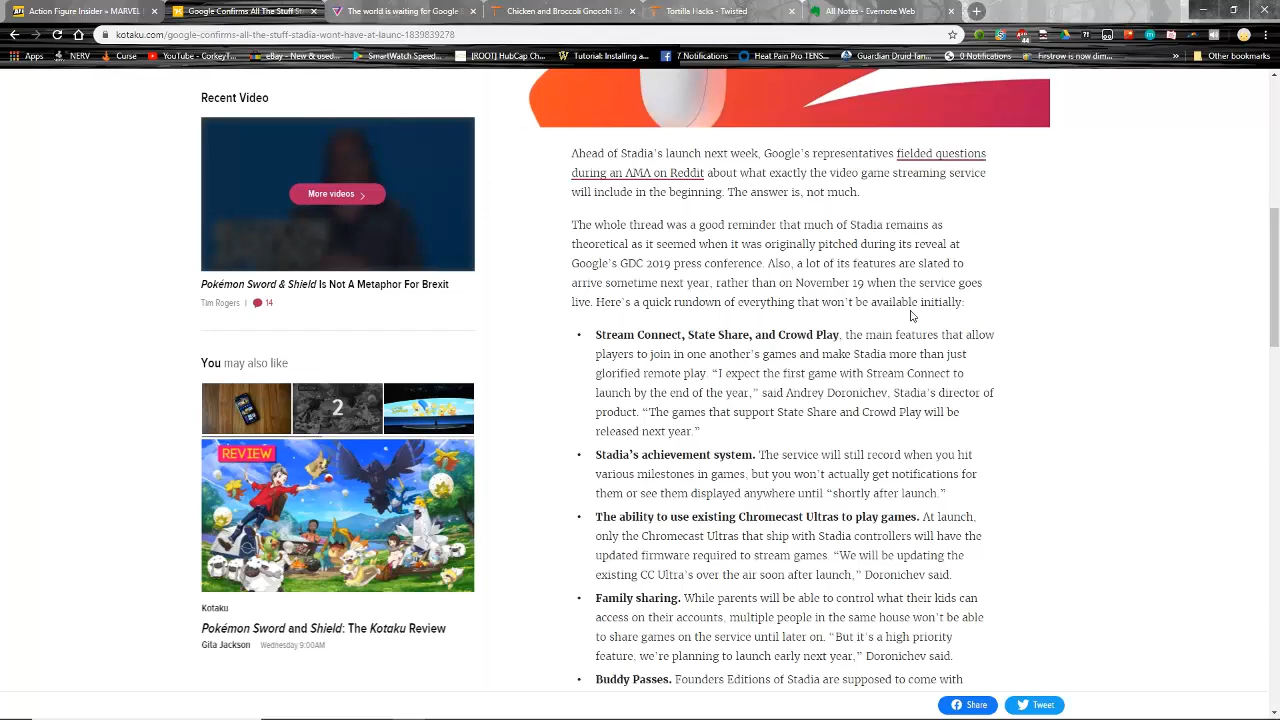 Action Figure Insider » MARVEL
Google Confirms All The Stuff St
The world is waiting for Google
Chicken and Broccoli Gnocchi Be
Tortilla Hacks - Twisted
All Notes - Evernote Web
kotaku.com/google-confirms-all-the-stuff-stadia-wont-have-at-launc-1839839278
Apps
NERV
Curse
YouTube - CorkeyT...
eBay - New & used...
SmartWatch Speed...
[ROOT] HubCap Ch...
Tutorial: Installing a...
7 Notifications
Heat Pain Pro TENS...
Guardian Druid Tan...
0 Notifications
Firstrow is now dim...
»
Other bookmarks
Recent Video
More videos
Pokémon Sword & Shield Is Not A Metaphor For Brexit
Tim Rogers | 14
You may also like
2
REVIEW
Kotaku
Pokémon Sword and Shield: The Kotaku Review
Gita Jackson Wednesday 9:00AM
Ahead of Stadia's launch next week, Google's representatives fielded questions
during an AMA on Reddit about what exactly the video game streaming service
will include in the beginning. The answer is, not much.
The whole thread was a good reminder that much of Stadia remains as
theoretical as it seemed when it was originally pitched during its reveal at
Google's GDC 2019 press conference. Also, a lot of its features are slated to
arrive sometime next year, rather than on November 19 when the service goes
live. Here's a quick rundown of everything that won't be available initially:
• Stream Connect, State Share, and Crowd Play, the main features that allow
players to join in one another's games and make Stadia more than just
glorified remote play. “I expect the first game with Stream Connect to
launch by the end of the year,” said Andrey Doronichev, Stadia's director of
product. “The games that support State Share and Crowd Play will be
released next year.”
• Stadia's achievement system. The service will still record when you hit
various milestones in games, but you won't actually get notifications for
them or see them displayed anywhere until “shortly after launch.”
• The ability to use existing Chromecast Ultras to play games. At launch,
only the Chromecast Ultras that ship with Stadia controllers will have the
updated firmware required to stream games. “We will be updating the
existing CC Ultra's over the air soon after launch,” Doronichev said.
• Family sharing. While parents will be able to control what their kids can
access on their accounts, multiple people in the same house won't be able
to share games on the service until later on. “But it's a high priority
feature, we're planning to launch early next year,” Doronichev said.
• Buddy Passes. Founders Editions of Stadia are supposed to come with
Share
Tweet